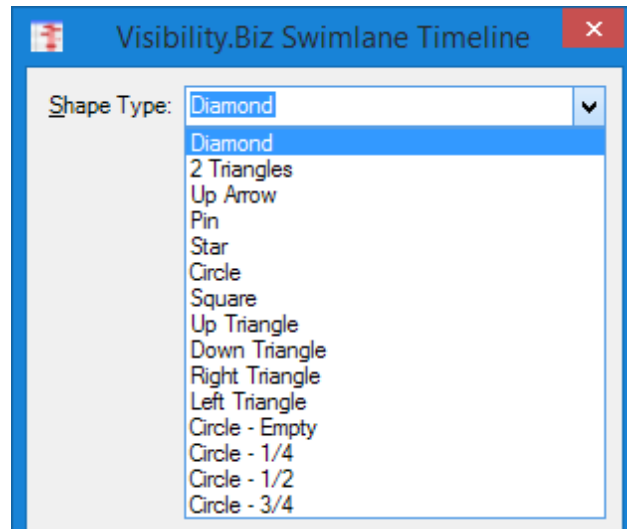 Visibility.Biz Swimlane Timeline
Shape Type: Diamond
Diamond
2 Triangles
Up Arrow
Pin
Star
Circle
Square
Up Triangle
Down Triangle
Right Triangle
Left Triangle
Circle - Empty
Circle - 1/4
Circle - 1/2
Circle - 3/4